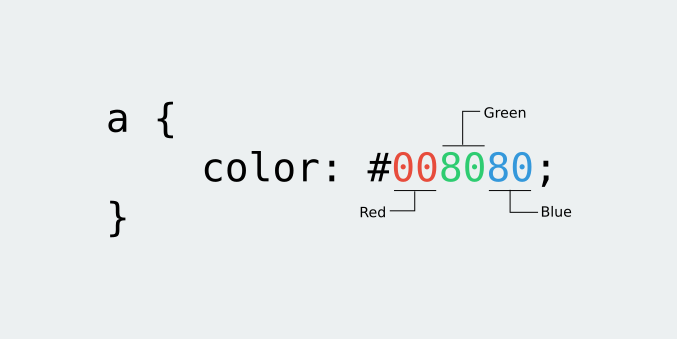 a {
Green
color: #008080;
Red
Blue
}